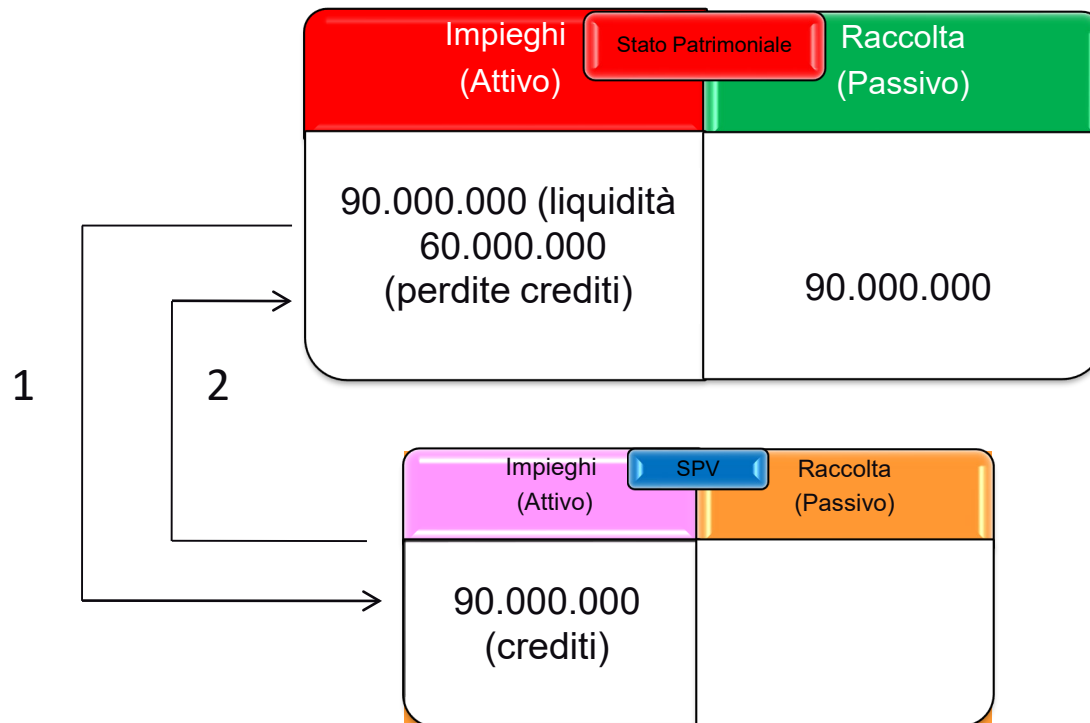 Impieghi
(Attivo)
Stato Patrimoniale
Raccolta
(Passivo)
90.000.000 (liquidità
60.000.000
(perdite crediti)
90.000.000
1
2
Impieghi
(Attivo)
SPV
Raccolta
(Passivo)
90.000.000
(crediti)